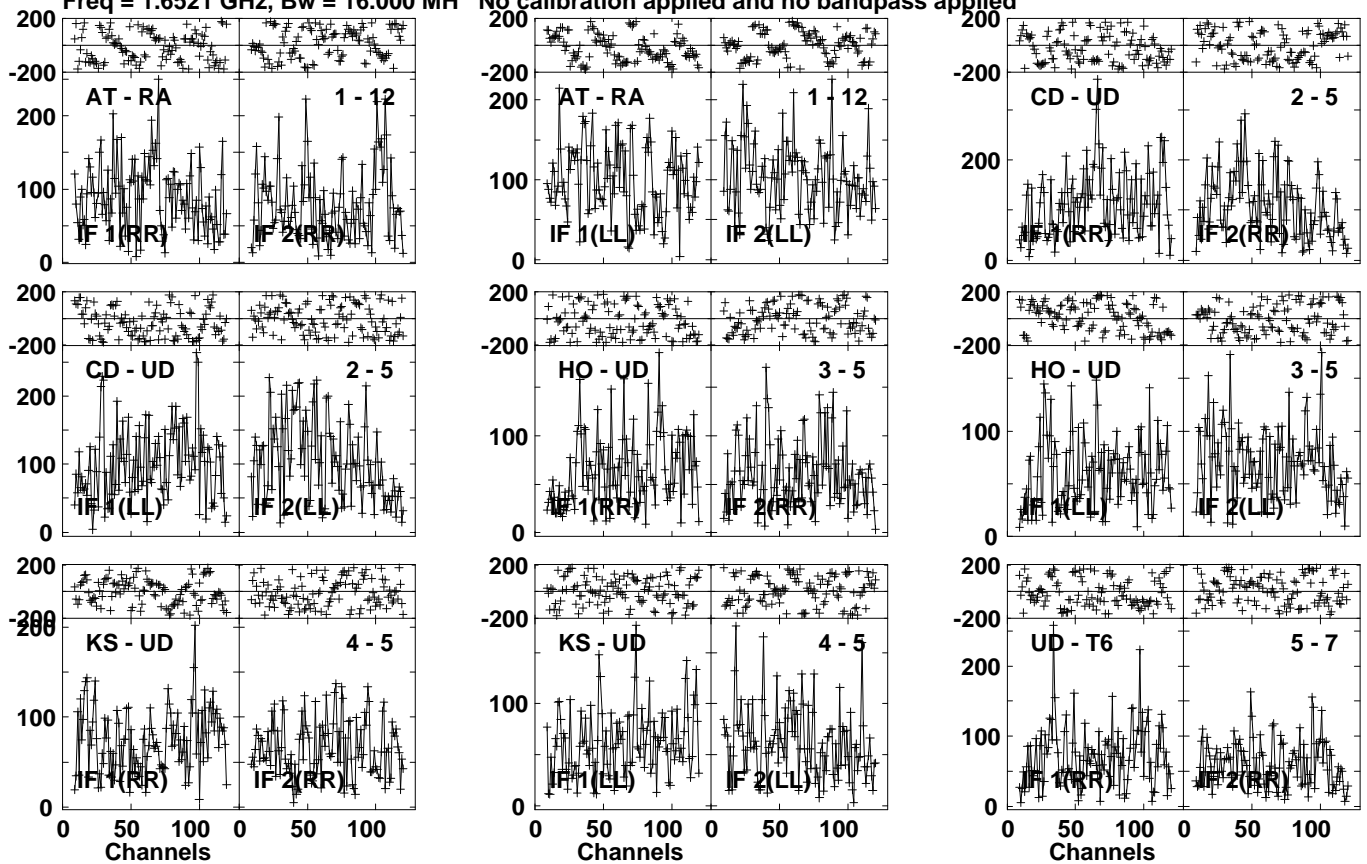 Freq = 1.6521 GHz, Bw = 16.000 MH No calibration applied and no bandpass applied
200
-200
AT - RA 1 - 12
200
100
0
IF 1(RR) IF 2(RR)
AT - RA 1 - 12
200
100
0
IF 1(LL) IF 2(LL)
200
-200
CD - UD 2 - 5
200
0
IF 1(RR) IF 2(RR)
200
-200
CD - UD 2 - 5
200
100
0
IF 1(LL) IF 2(LL)
HO - UD 3 - 5
100
0
IF 1(RR) IF 2(RR)
200
-200
HO - UD 3 - 5
100
0
IF 1(LL) IF 2(LL)
200
-200
200
KS - UD 4 - 5
100
0
IF 1(RR) IF 2(RR)
0 50 100 0 50 100
Channels
KS - UD 4 - 5
100
0
IF 1(LL) IF 2(LL)
0 50 100 0 50 100
Channels
200
-200
UD - T6 5 - 7
200
100
0
IF 1(RR) IF 2(RR)
0 50 100 0 50 100
Channels